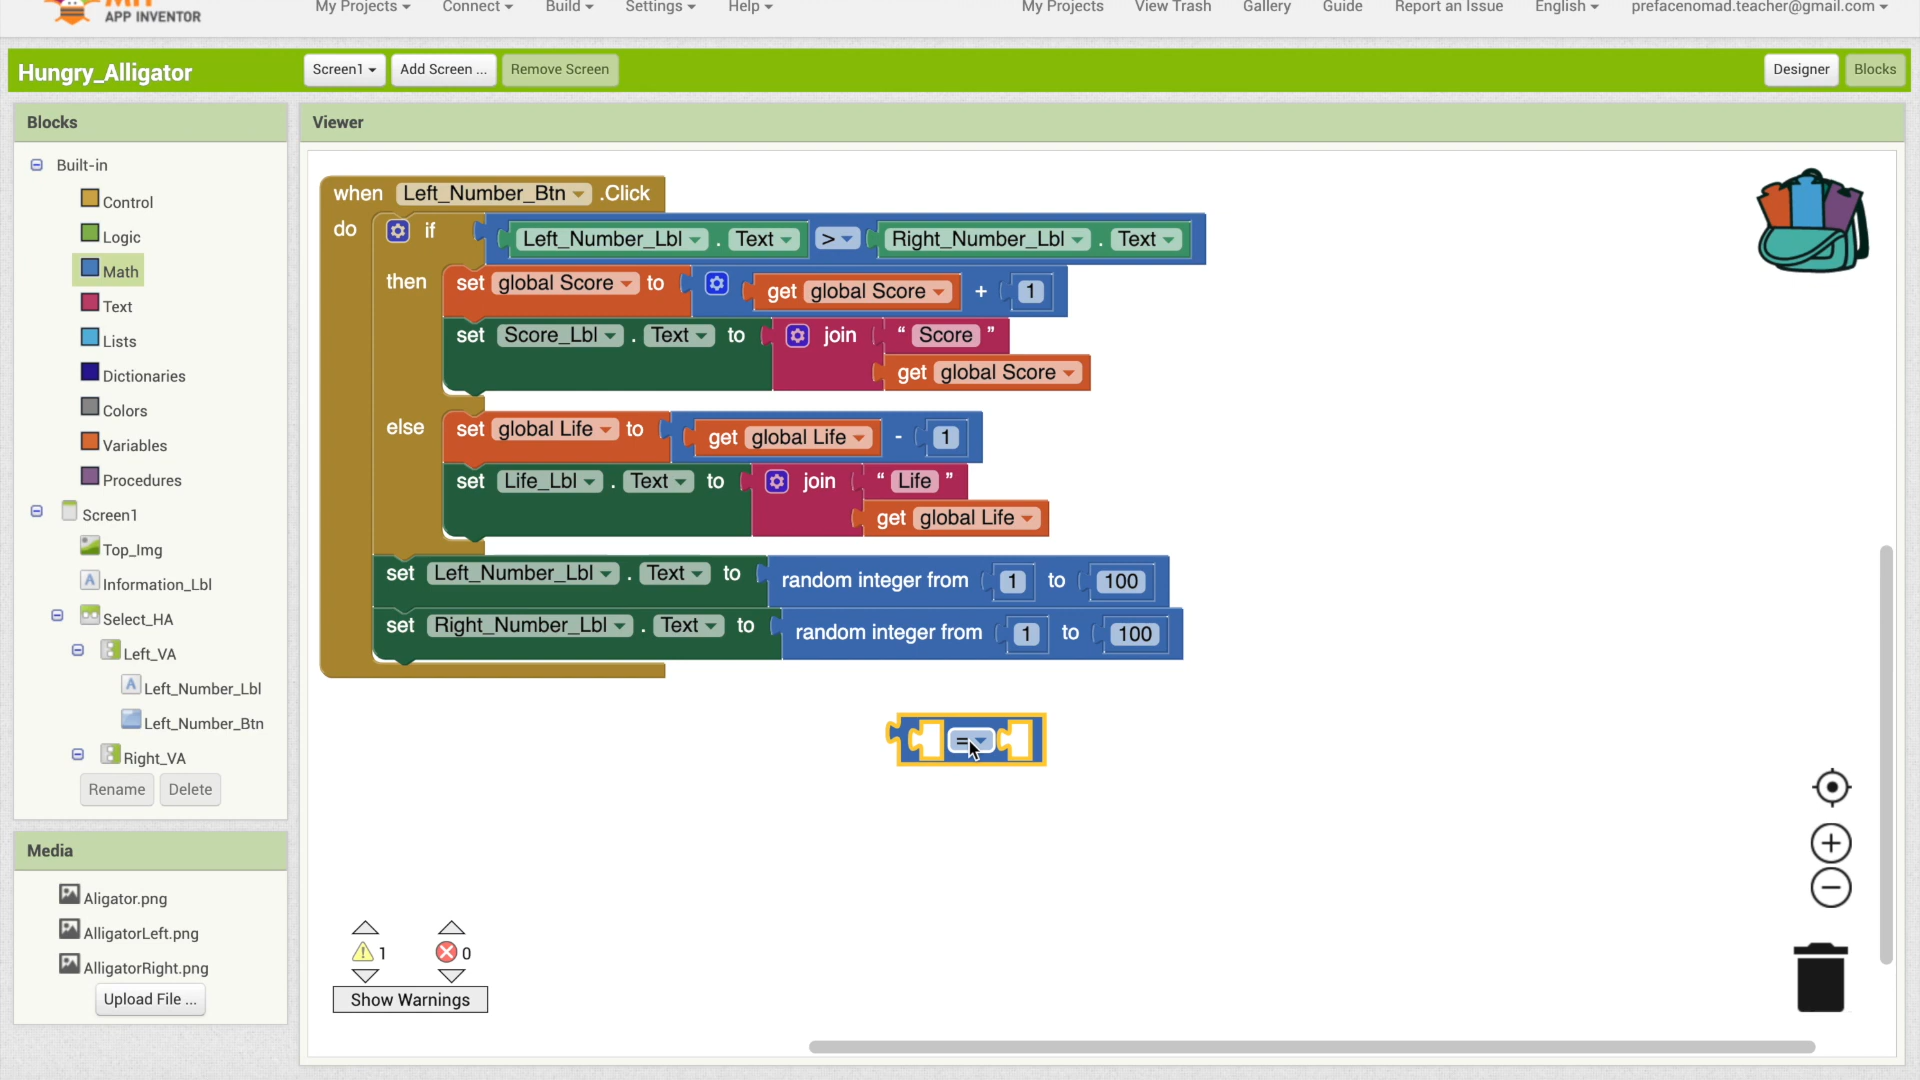 MIT
APP INVENTOR
My Projects Connect Build Settings Help My Projects View Trash Gallery Guide Report an Issue English prefacenomad.teacher@gmail.com
Hungry_Alligator Screen1 Add Screen ... Remove Screen Designer Blocks
Blocks
Built-in
Control
Logic
Math
Text
Lists
Dictionaries
Colors
Variables
Procedures
Screen1
Top_Img
Information_Lbl
Select_HA
Left_VA
Left_Number_Lbl
Left_Number_Btn
Right_VA
Rename Delete
Media
Aligator.png
AlligatorLeft.png
AlligatorRight.png
Upload File ...
Viewer
when Left_Number_Btn .Click
do if Left_Number_Lbl . Text > Right_Number_Lbl . Text
then set global Score to get global Score + 1
set Score_Lbl . Text to join “ Score ”
get global Score
else set global Life to get global Life - 1
set Life_Lbl . Text to join “ Life ”
get global Life
set Left_Number_Lbl . Text to random integer from 1 to 100
set Right_Number_Lbl . Text to random integer from 1 to 100
=
1 0
Show Warnings